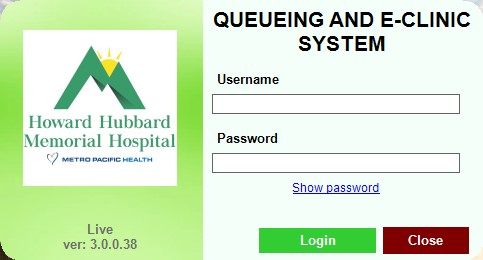 Howard Hubbard
Memorial Hospital
METRO PACIFIC HEALTH
Live
ver: 3.0.0.38
QUEUEING AND E-CLINIC
SYSTEM
Username
Password
Show password
Login
Close